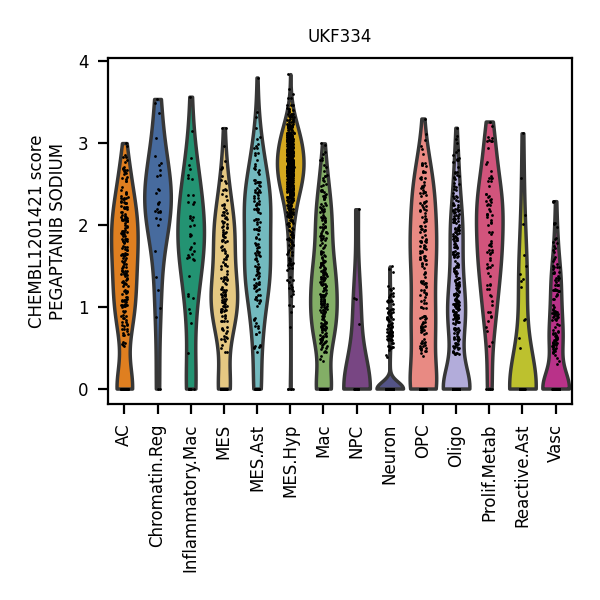 UKF334
CHEMBL1201421 score
PEGAPTANIB SODIUM
4
3
2
1
0
AC
Chromatin.Reg
Inflammatory.Mac
MES
MES.Ast
MES.Hyp
Mac
NPC
Neuron
OPC
Oligo
Prolif.Metab
Reactive.Ast
Vasc